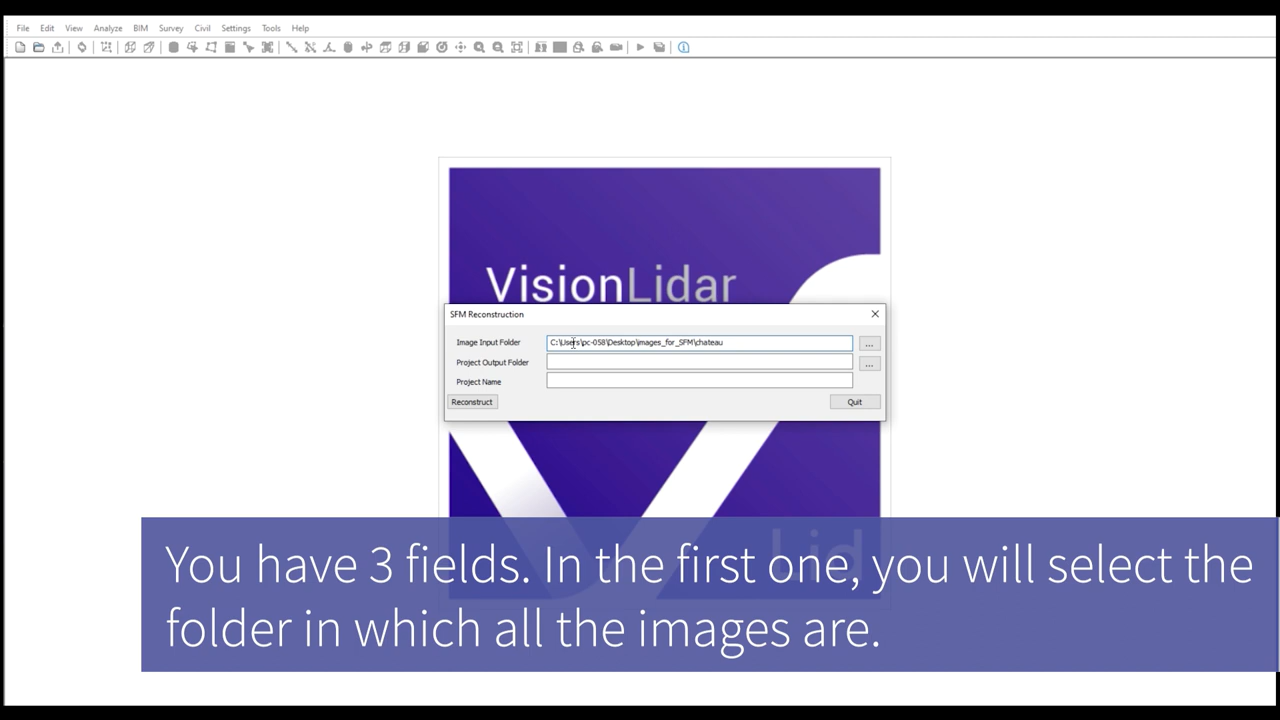 File Edit View Analyze BIM Survey Civil Settings Tools Help
VisionLidar
SFM Reconstruction
Image Input Folder C:\Users\pc-058\Desktop\images_for_SFM\chateau ...
Project Output Folder ...
Project Name
Reconstruct Quit
Lid
You have 3 fields. In the first one, you will select the
folder in which all the images are.